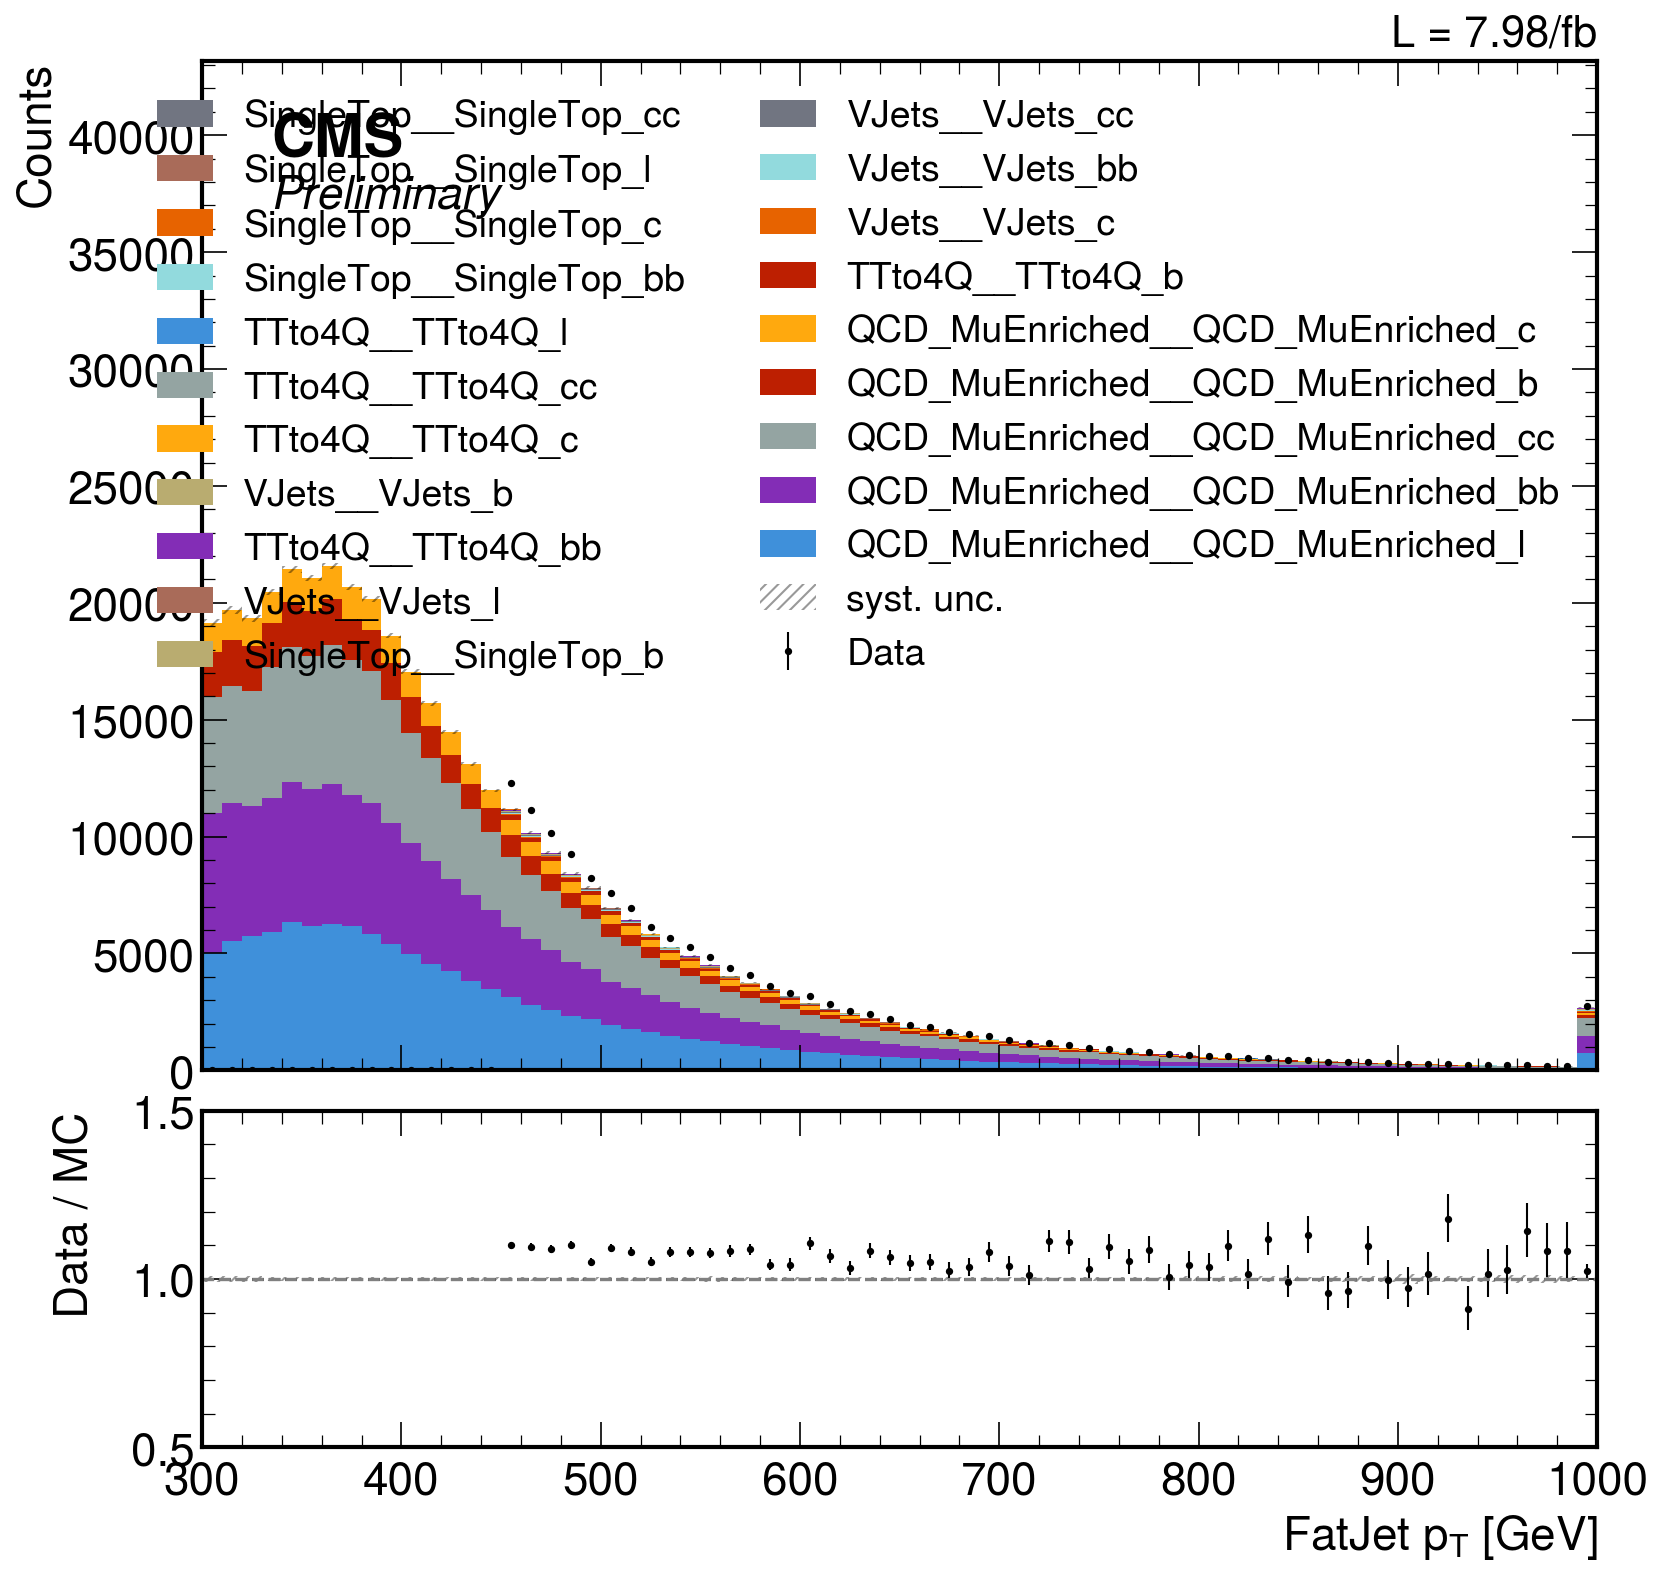 L = 7.98/fb
Counts
CMS
Preliminary
SingleTop__SingleTop_cc
SingleTop__SingleTop_l
SingleTop__SingleTop_c
SingleTop__SingleTop_bb
TTto4Q__TTto4Q_l
TTto4Q__TTto4Q_cc
TTto4Q__TTto4Q_c
VJets__VJets_b
TTto4Q__TTto4Q_bb
VJets__VJets_l
SingleTop__SingleTop_b
VJets__VJets_cc
VJets__VJets_bb
VJets__VJets_c
TTto4Q__TTto4Q_b
QCD_MuEnriched__QCD_MuEnriched_c
QCD_MuEnriched__QCD_MuEnriched_b
QCD_MuEnriched__QCD_MuEnriched_cc
QCD_MuEnriched__QCD_MuEnriched_bb
QCD_MuEnriched__QCD_MuEnriched_l
syst. unc.
Data
40000
35000
30000
25000
20000
15000
10000
5000
0
Data / MC
1.5
1.0
0.5
300 400 500 600 700 800 900 1000
FatJet p_T [GeV]